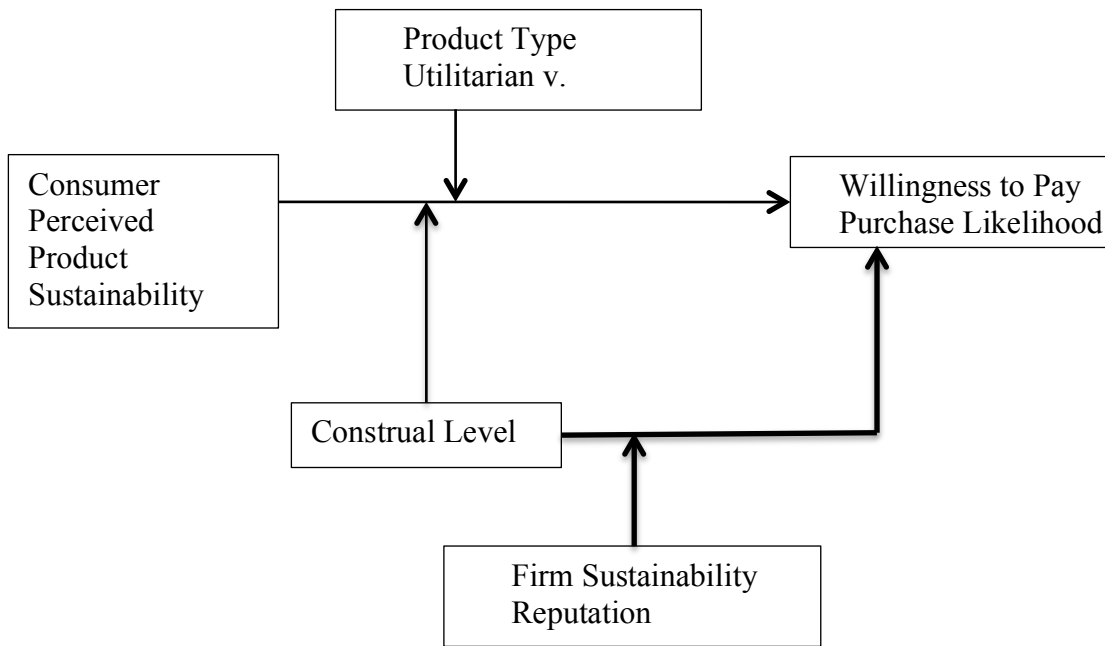 Product Type
Utilitarian v.
Consumer
Perceived
Product
Sustainability
Willingness to Pay
Purchase Likelihood
Construal Level
Firm Sustainability
Reputation